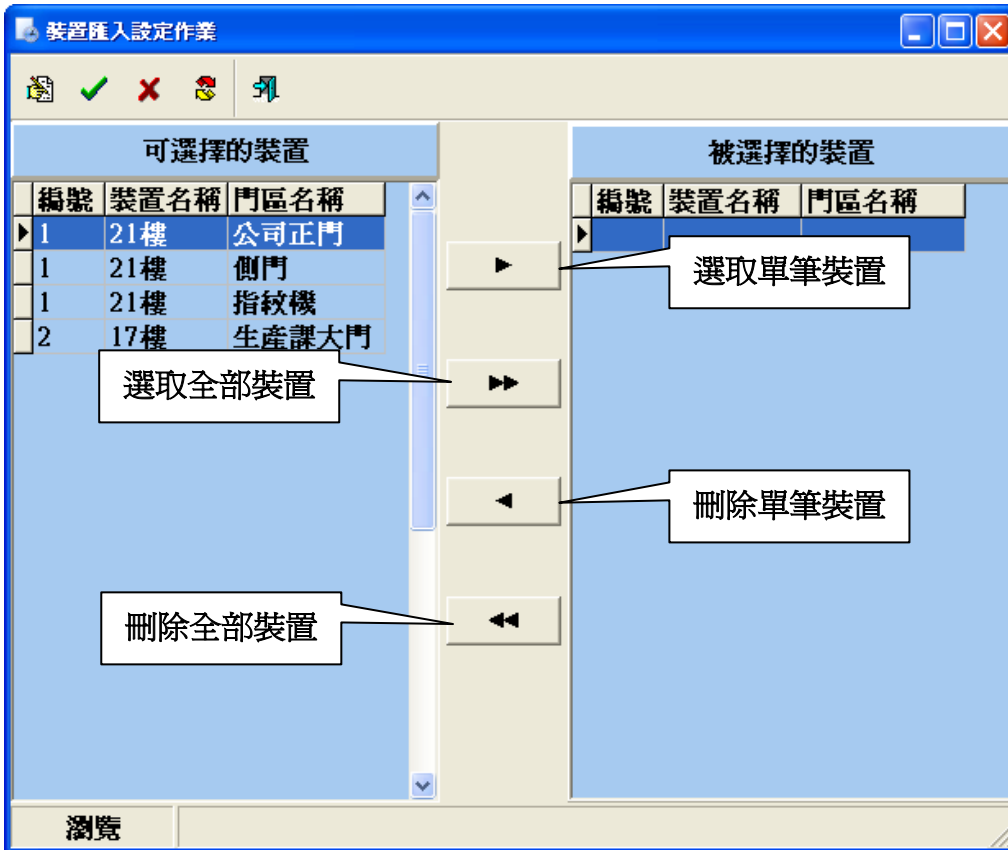 裝置匯入設定作業
可選擇的裝置
被選擇的裝置
編號 裝置名稱 門區名稱
1 21樓 公司正門
1 21樓 側門
1 21樓 指紋機
2 17樓 生產課大門
編號 裝置名稱 門區名稱
選取單筆裝置
選取全部裝置
刪除單筆裝置
刪除全部裝置
瀏覽